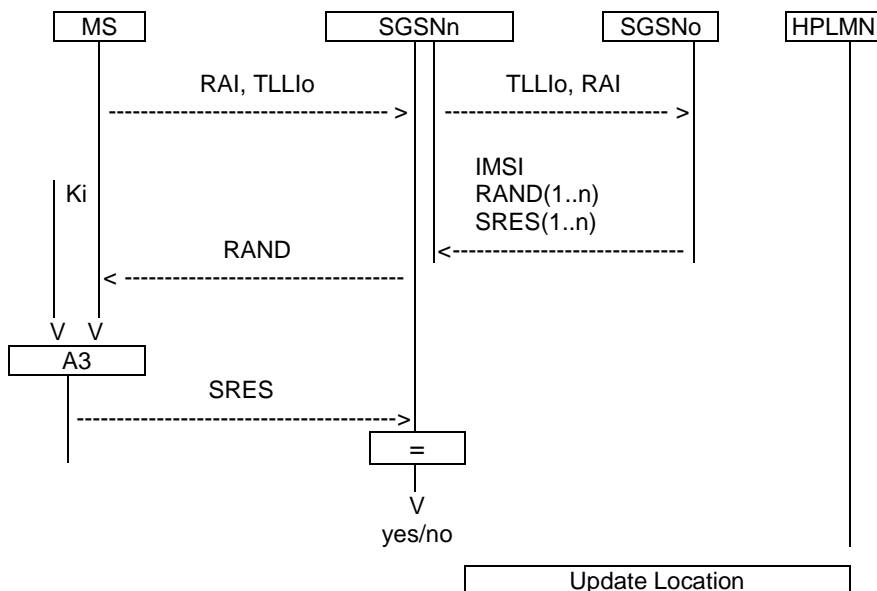 MS SGSNn SGSNo HPLMN
RAI, TLLIo TLLIo, RAI
---------------------------------------- > ----------------------------------- >
IMSI
Ki RAND(1..n)
SRES(1..n)
RAND <----------------------------------
< ----------------------------------------
V V
A3
SRES
---------------------------------------------->
=
V
yes/no
Update Location